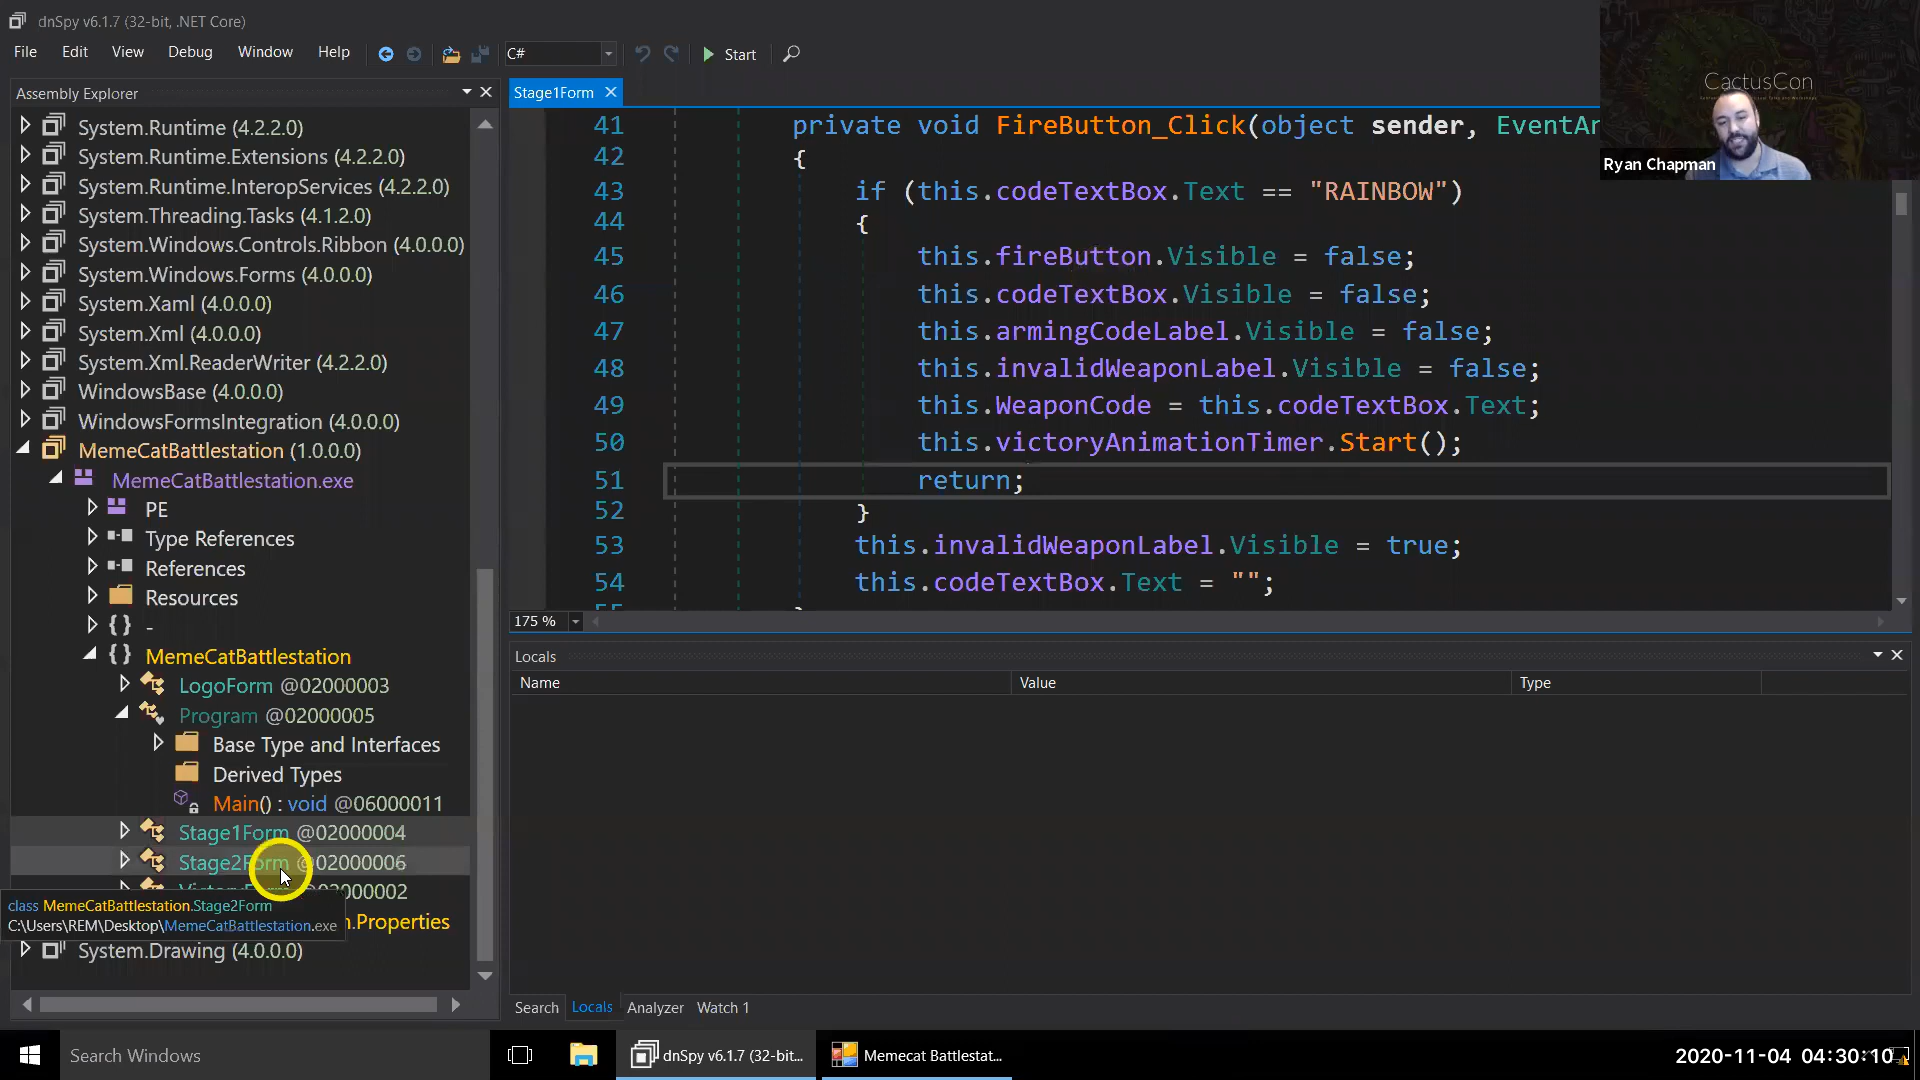 dnSpy v6.1.7 (32-bit, .NET Core)
File Edit View Debug Window Help C# Start
CactusCon
Ryan Chapman
Assembly Explorer
System.Runtime (4.2.2.0)
System.Runtime.Extensions (4.2.2.0)
System.Runtime.InteropServices (4.2.2.0)
System.Threading.Tasks (4.1.2.0)
System.Windows.Controls.Ribbon (4.0.0.0)
System.Windows.Forms (4.0.0.0)
System.Xaml (4.0.0.0)
System.Xml (4.0.0.0)
System.Xml.ReaderWriter (4.2.2.0)
WindowsBase (4.0.0.0)
WindowsFormsIntegration (4.0.0.0)
MemeCatBattlestation (1.0.0.0)
MemeCatBattlestation.exe
PE
Type References
References
Resources
{ } -
{ } MemeCatBattlestation
LogoForm @02000003
Program @02000005
Base Type and Interfaces
Derived Types
Main() : void @06000011
Stage1Form @02000004
Stage2Form @02000006
@02000002
class MemeCatBattlestation.Stage2Form
C:\Users\REM\Desktop\MemeCatBattlestation.exe
.Properties
System.Drawing (4.0.0.0)
Stage1Form
41 private void FireButton_Click(object sender,
42 {
43 if (this.codeTextBox.Text == "RAINBOW")
44 {
45 this.fireButton.Visible = false;
46 this.codeTextBox.Visible = false;
47 this.armingCodeLabel.Visible = false;
48 this.invalidWeaponLabel.Visible = false;
49 this.WeaponCode = this.codeTextBox.Text;
50 this.victoryAnimationTimer.Start();
51 return;
52 }
53 this.invalidWeaponLabel.Visible = true;
54 this.codeTextBox.Text = "";
175 %
Locals
Name Value Type
Search Locals Analyzer Watch 1
Search Windows
dnSpy v6.1.7 (32-bit...
Memecat Battlestat...
2020-11-04 04:30:10